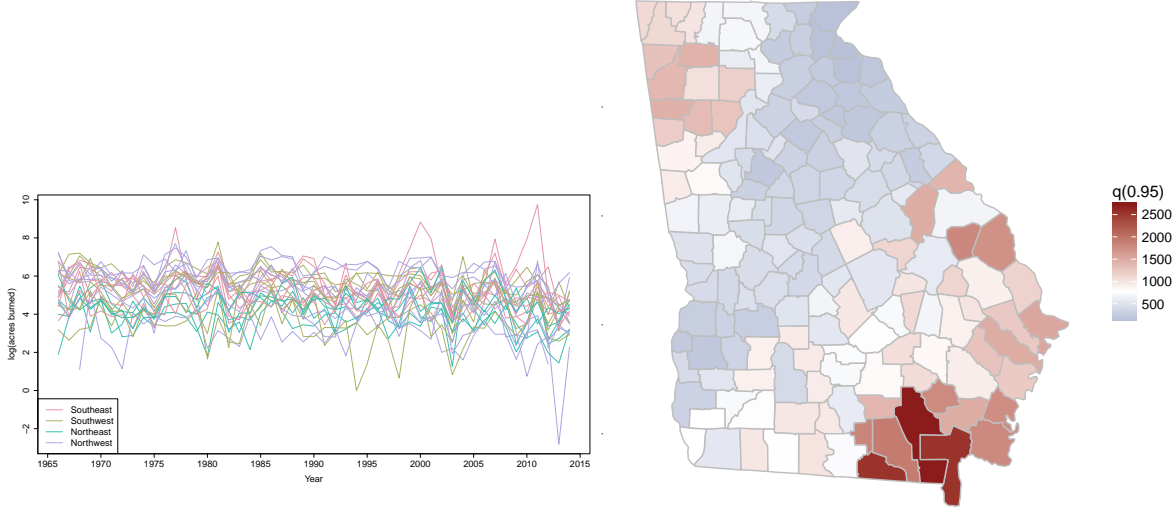 10
8
6
4
2
0
−2
log(acres burned)
Southeast
Southwest
Northeast
Northwest
1965 1970 1975 1980 1985 1990 1995 2000 2005 2010 2015
Year
q(0.95)
2500
2000
1500
1000
500